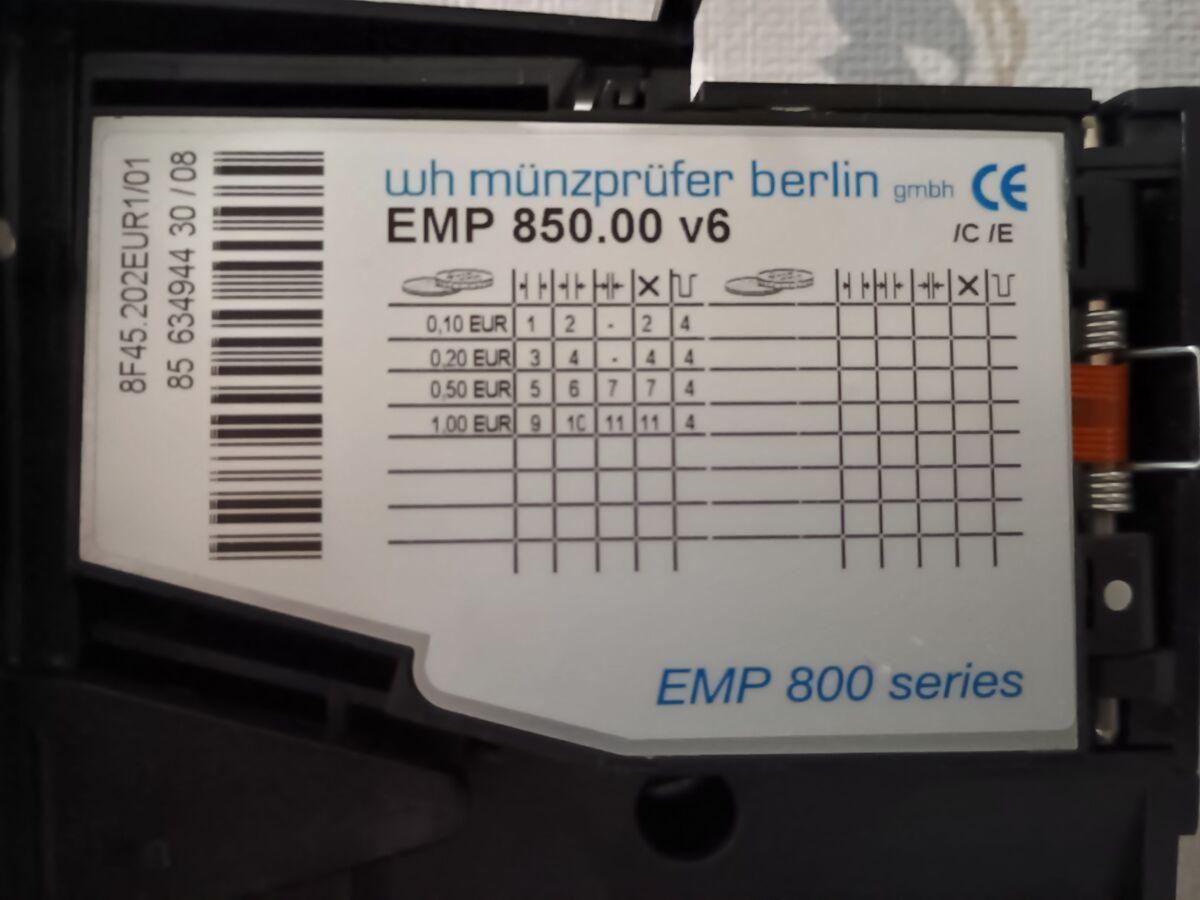 8F45.202EUR1/01
85 634944 30/08
wh münzprüfer berlin gmbh CE
EMP 850.00 v6 /C /E
0,10 EUR 1 2 - 2 4
0,20 EUR 3 4 - 4 4
0,50 EUR 5 6 7 7 4
1,00 EUR 9 10 11 11 4
EMP 800 series